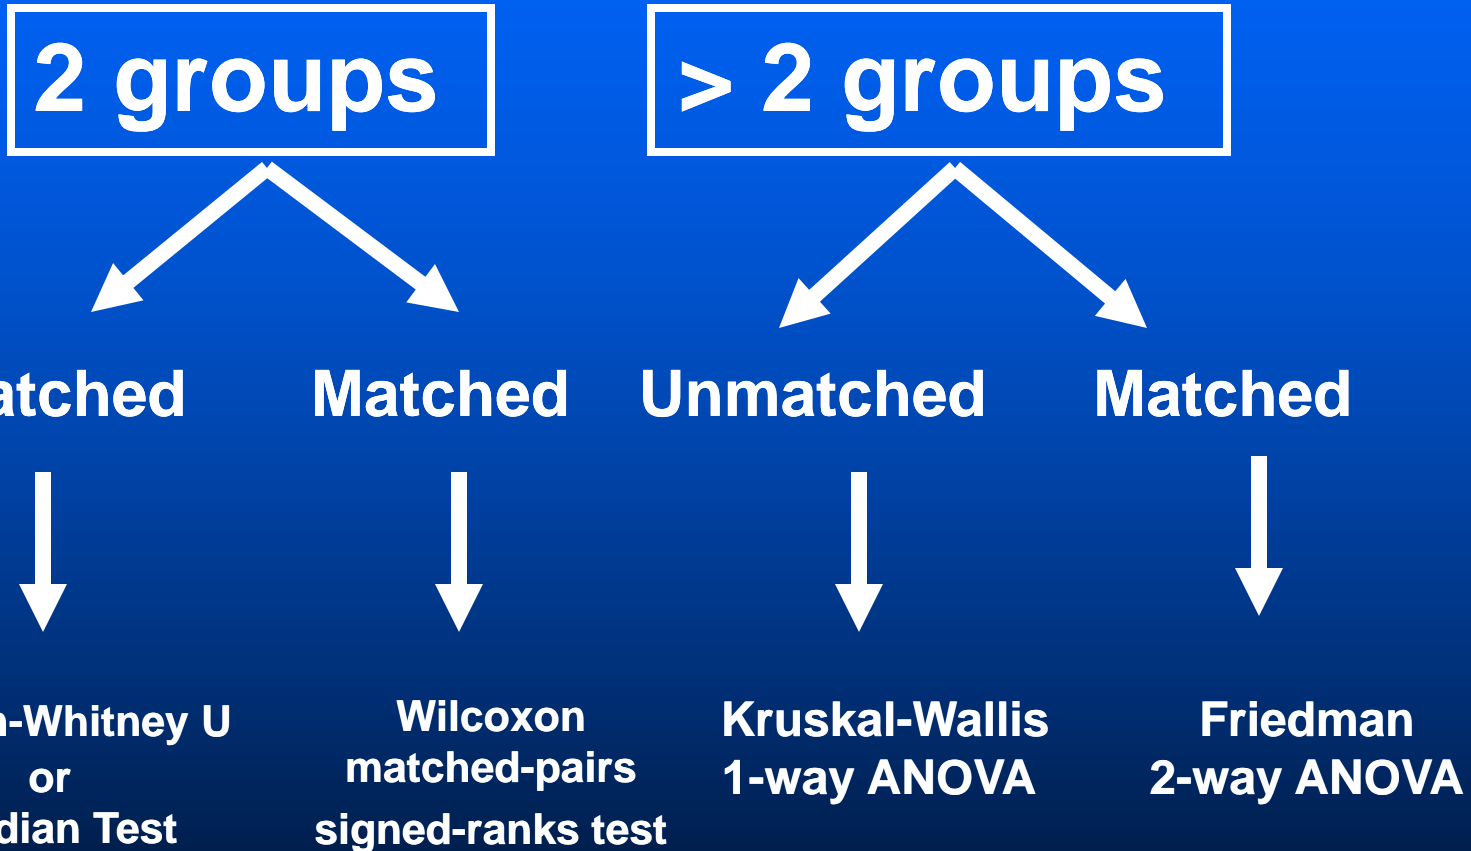 2 groups
> 2 groups
atched
Matched
Unmatched
Matched
n-Whitney U
or
dian Test
Wilcoxon
matched-pairs
signed-ranks test
Kruskal-Wallis
1-way ANOVA
Friedman
2-way ANOVA